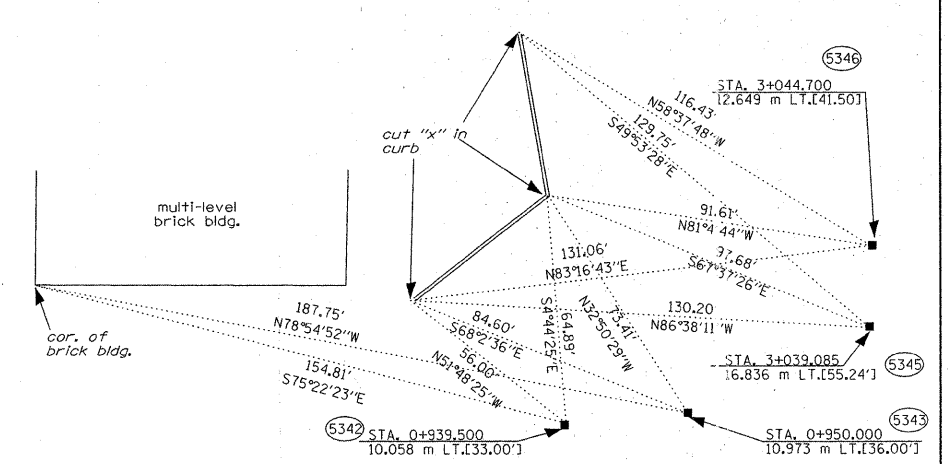 5346
STA. 3+044.700
12.649 m LT.[41.50]
116.43'
N58°37'48"W
129.75'
S49°53'28"E
cut "x" in
curb
multi-level
brick bldg.
91.61'
N81°4'44"W
97.68'
S67°37'26"E
131.06'
N83°16'43"E
187.75'
N78°54'52"W
84.60'
S68°2'36"E
64.89'
S4°44'25"E
73.41'
N32°50'29"W
130.20
N86°38'11"W
cor. of
brick bldg.
154.81'
S75°22'23"E
56.00'
N51°48'25"W
STA. 3+039.085
16.836 m LT.[55.24']
5345
5342
STA. 0+939.500
10.058 m LT.[33.00']
5343
STA. 0+950.000
10.973 m LT.[36.00']